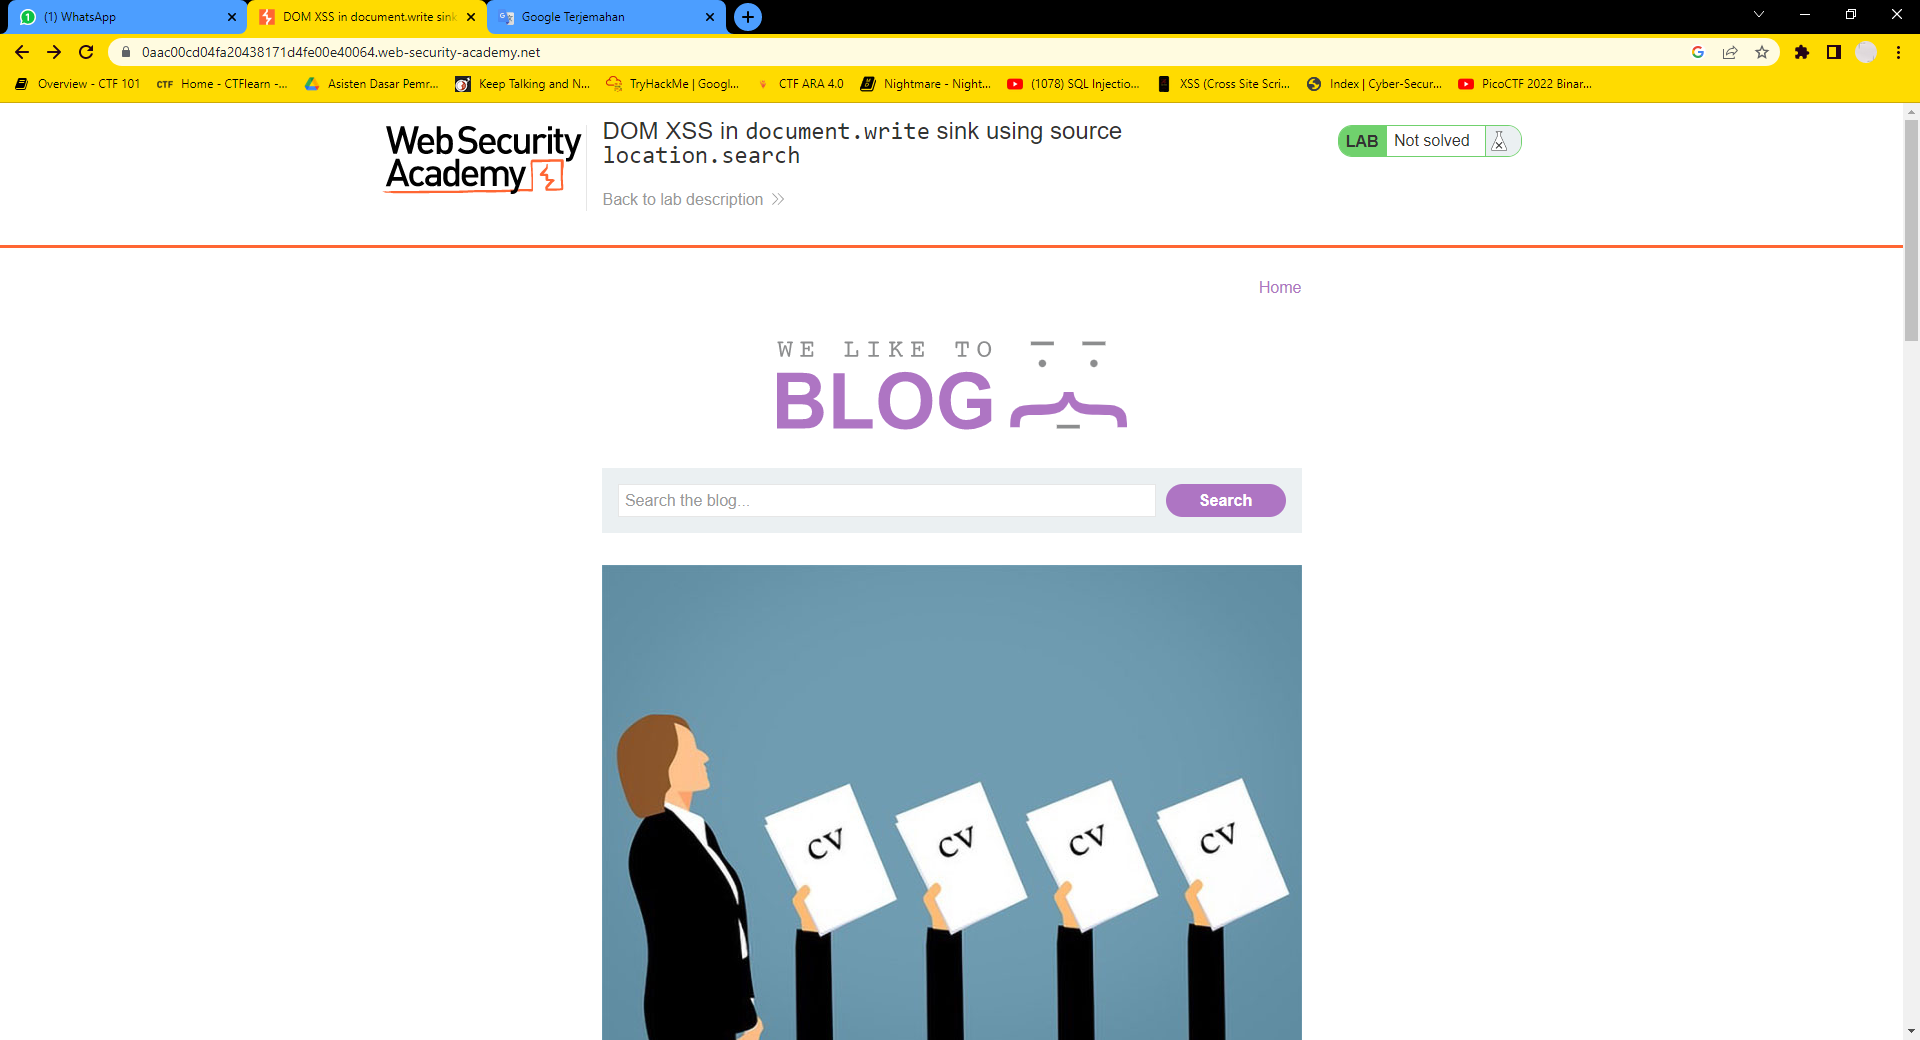 (1) WhatsApp
DOM XSS in document.write sink
Google Terjemahan
0aac00cd04fa20438171d4fe00e40064.web-security-academy.net
Overview - CTF 101
CTF Home - CTFlearn -...
Asisten Dasar Pemr...
Keep Talking and N...
TryHackMe | Googl...
CTF ARA 4.0
Nightmare - Night...
(1078) SQL Injectio...
XSS (Cross Site Scri...
Index | Cyber-Secur...
PicoCTF 2022 Binar...
Web Security
Academy
DOM XSS in document.write sink using source
location.search
Back to lab description
LAB Not solved
Home
WE LIKE TO
BLOG
Search the blog...
Search
CV
CV
CV
CV